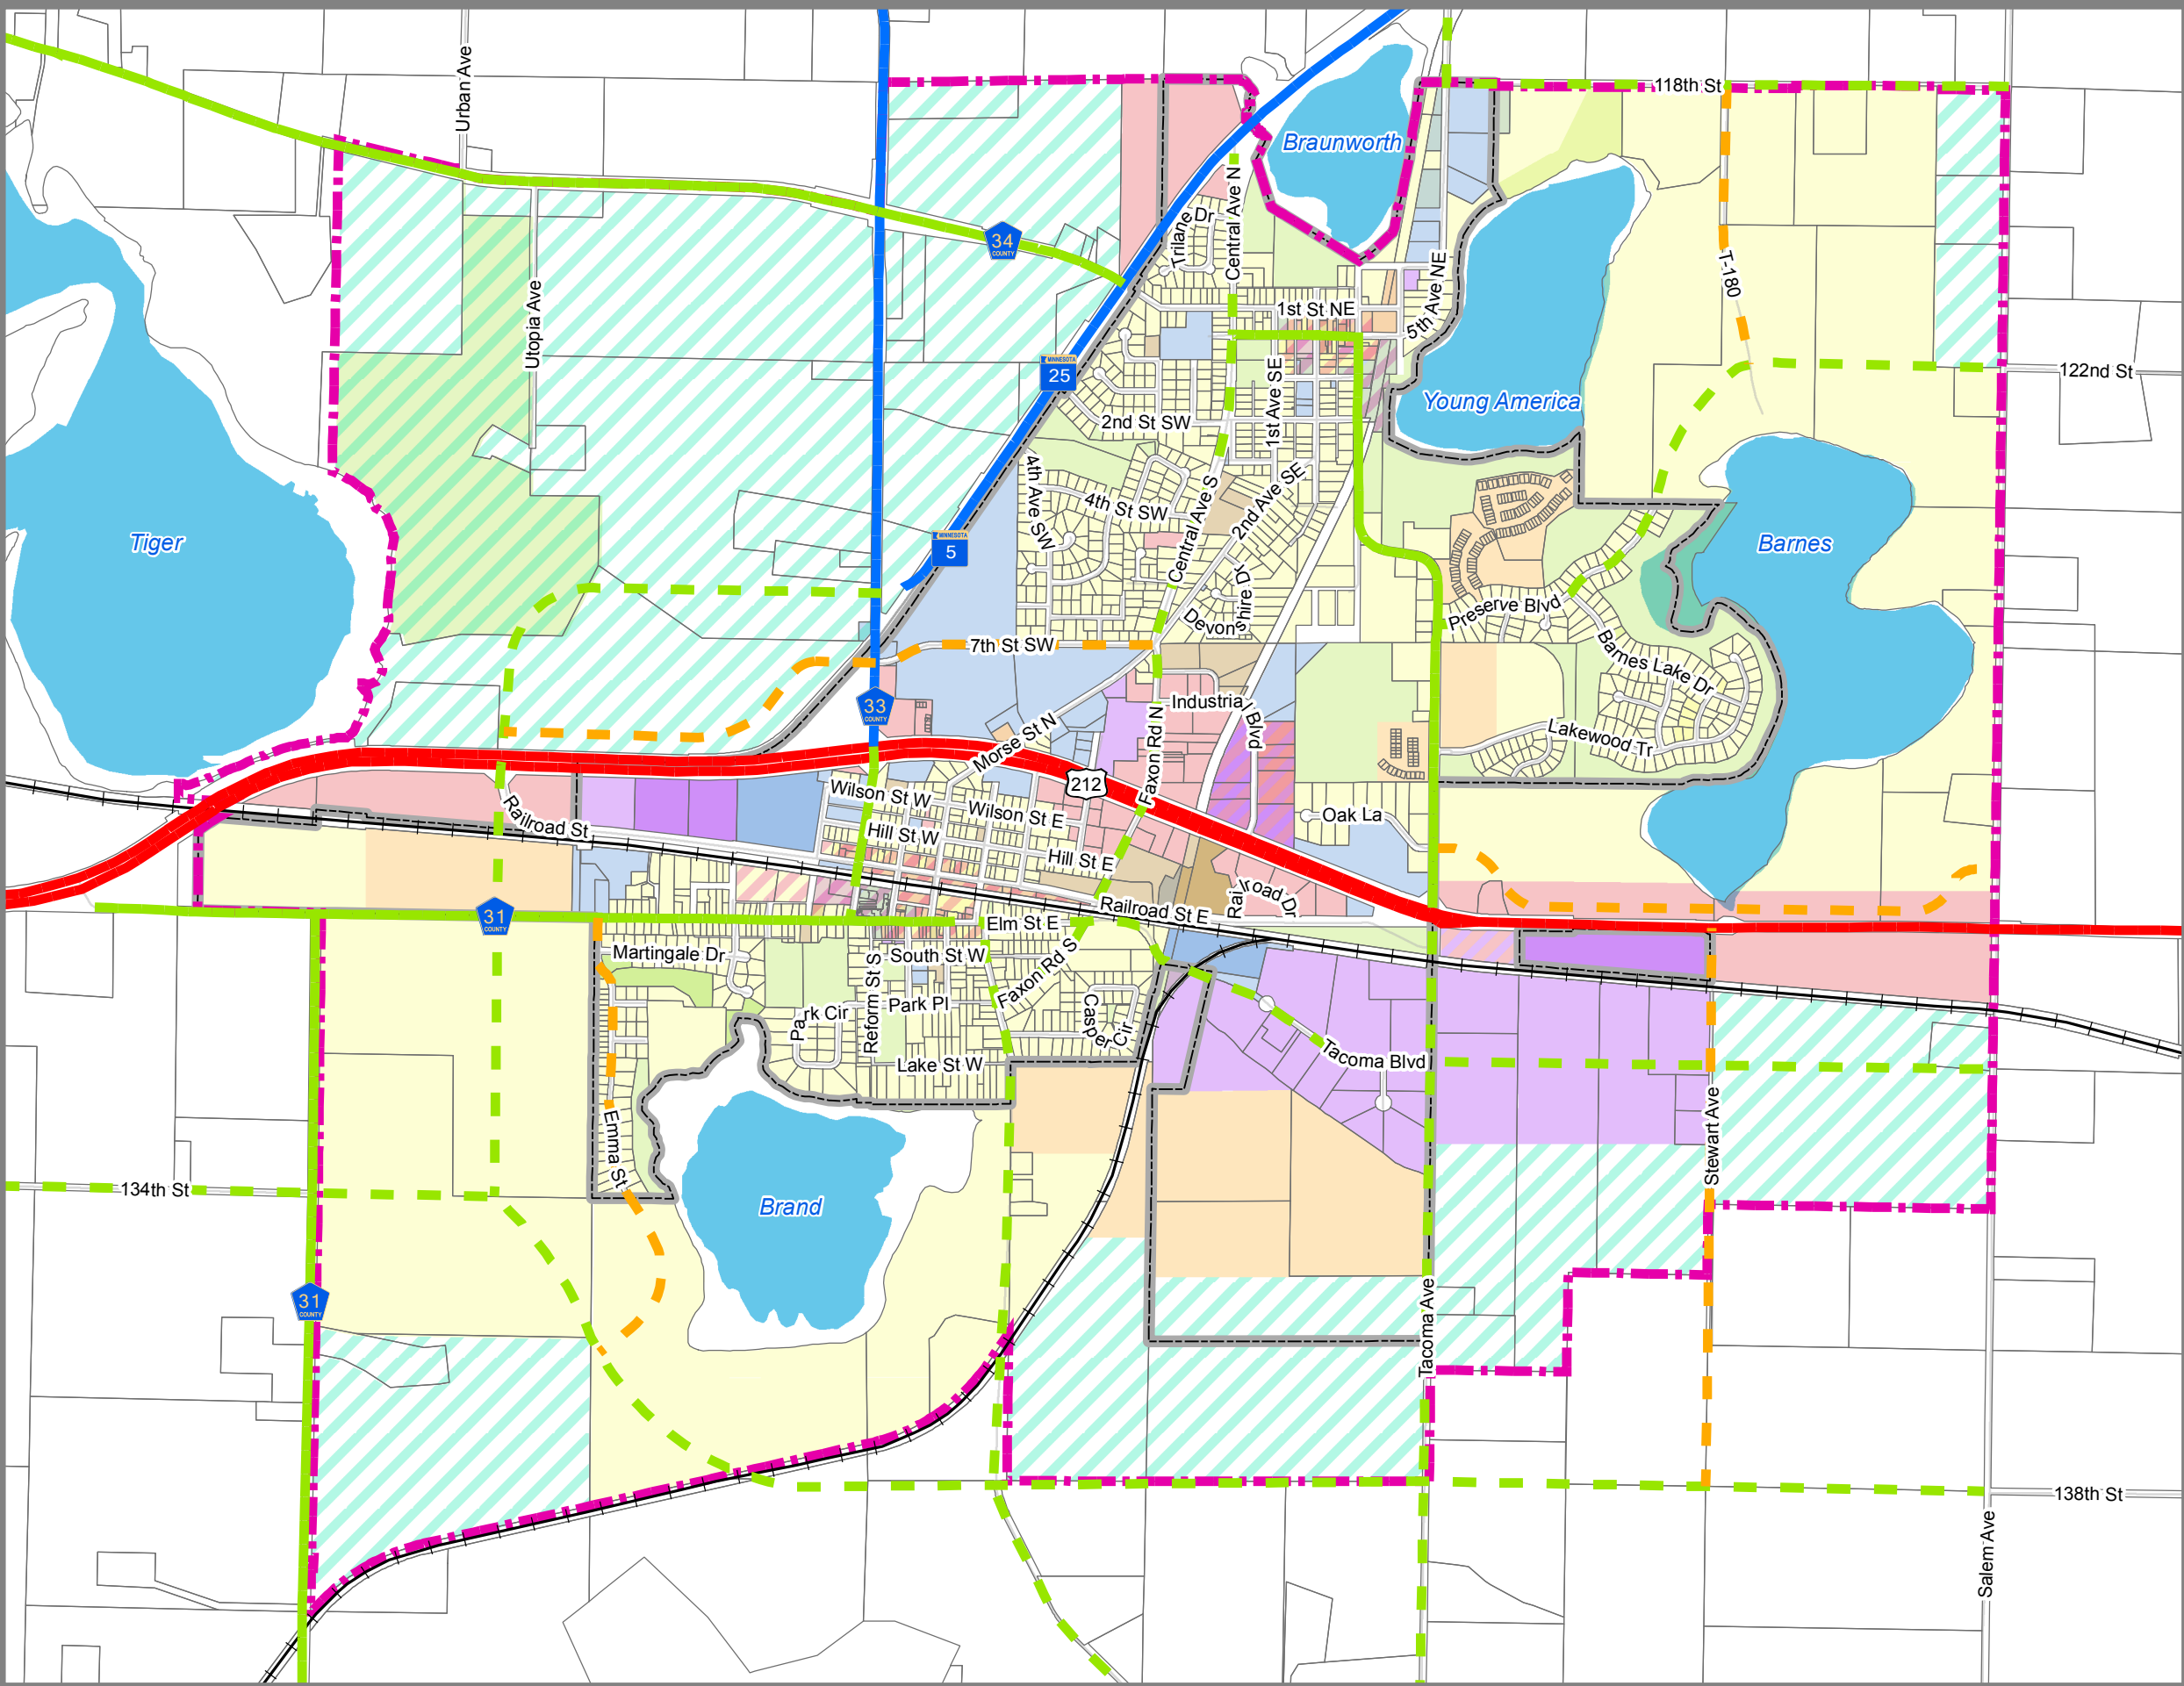 Urban Ave
118th St
Braunworth
Trilane Dr
Central Ave N
34
COUNTY
T-180
Utopia Ave
1st St NE
5th Ave NE
MINNESOTA
25
122nd St
1st Ave SE
Young America
2nd St SW
4th Ave SW
4th St SW
Central Ave S
2nd Ave SE
Tiger
MINNESOTA
5
Barnes
Devonshire Dr
Preserve Blvd
7th St SW
Barnes Lake Dr
33
COUNTY
Industrial Blvd
Faxon Rd N
Morse St N
Lakewood Tr
212
Wilson St W
Wilson St E
Railroad St
Oak La
Hill St W
Hill St E
Railroad Dr
31
COUNTY
Railroad St E
Elm St E
Martingale Dr
South St W
Reform St S
Faxon Rd S
Park Pl
Park Cir
Casper Cir
Lake St W
Tacoma Blvd
Stewart Ave
Emma St
134th St
Brand
31
COUNTY
Tacoma Ave
138th St
Salem Ave